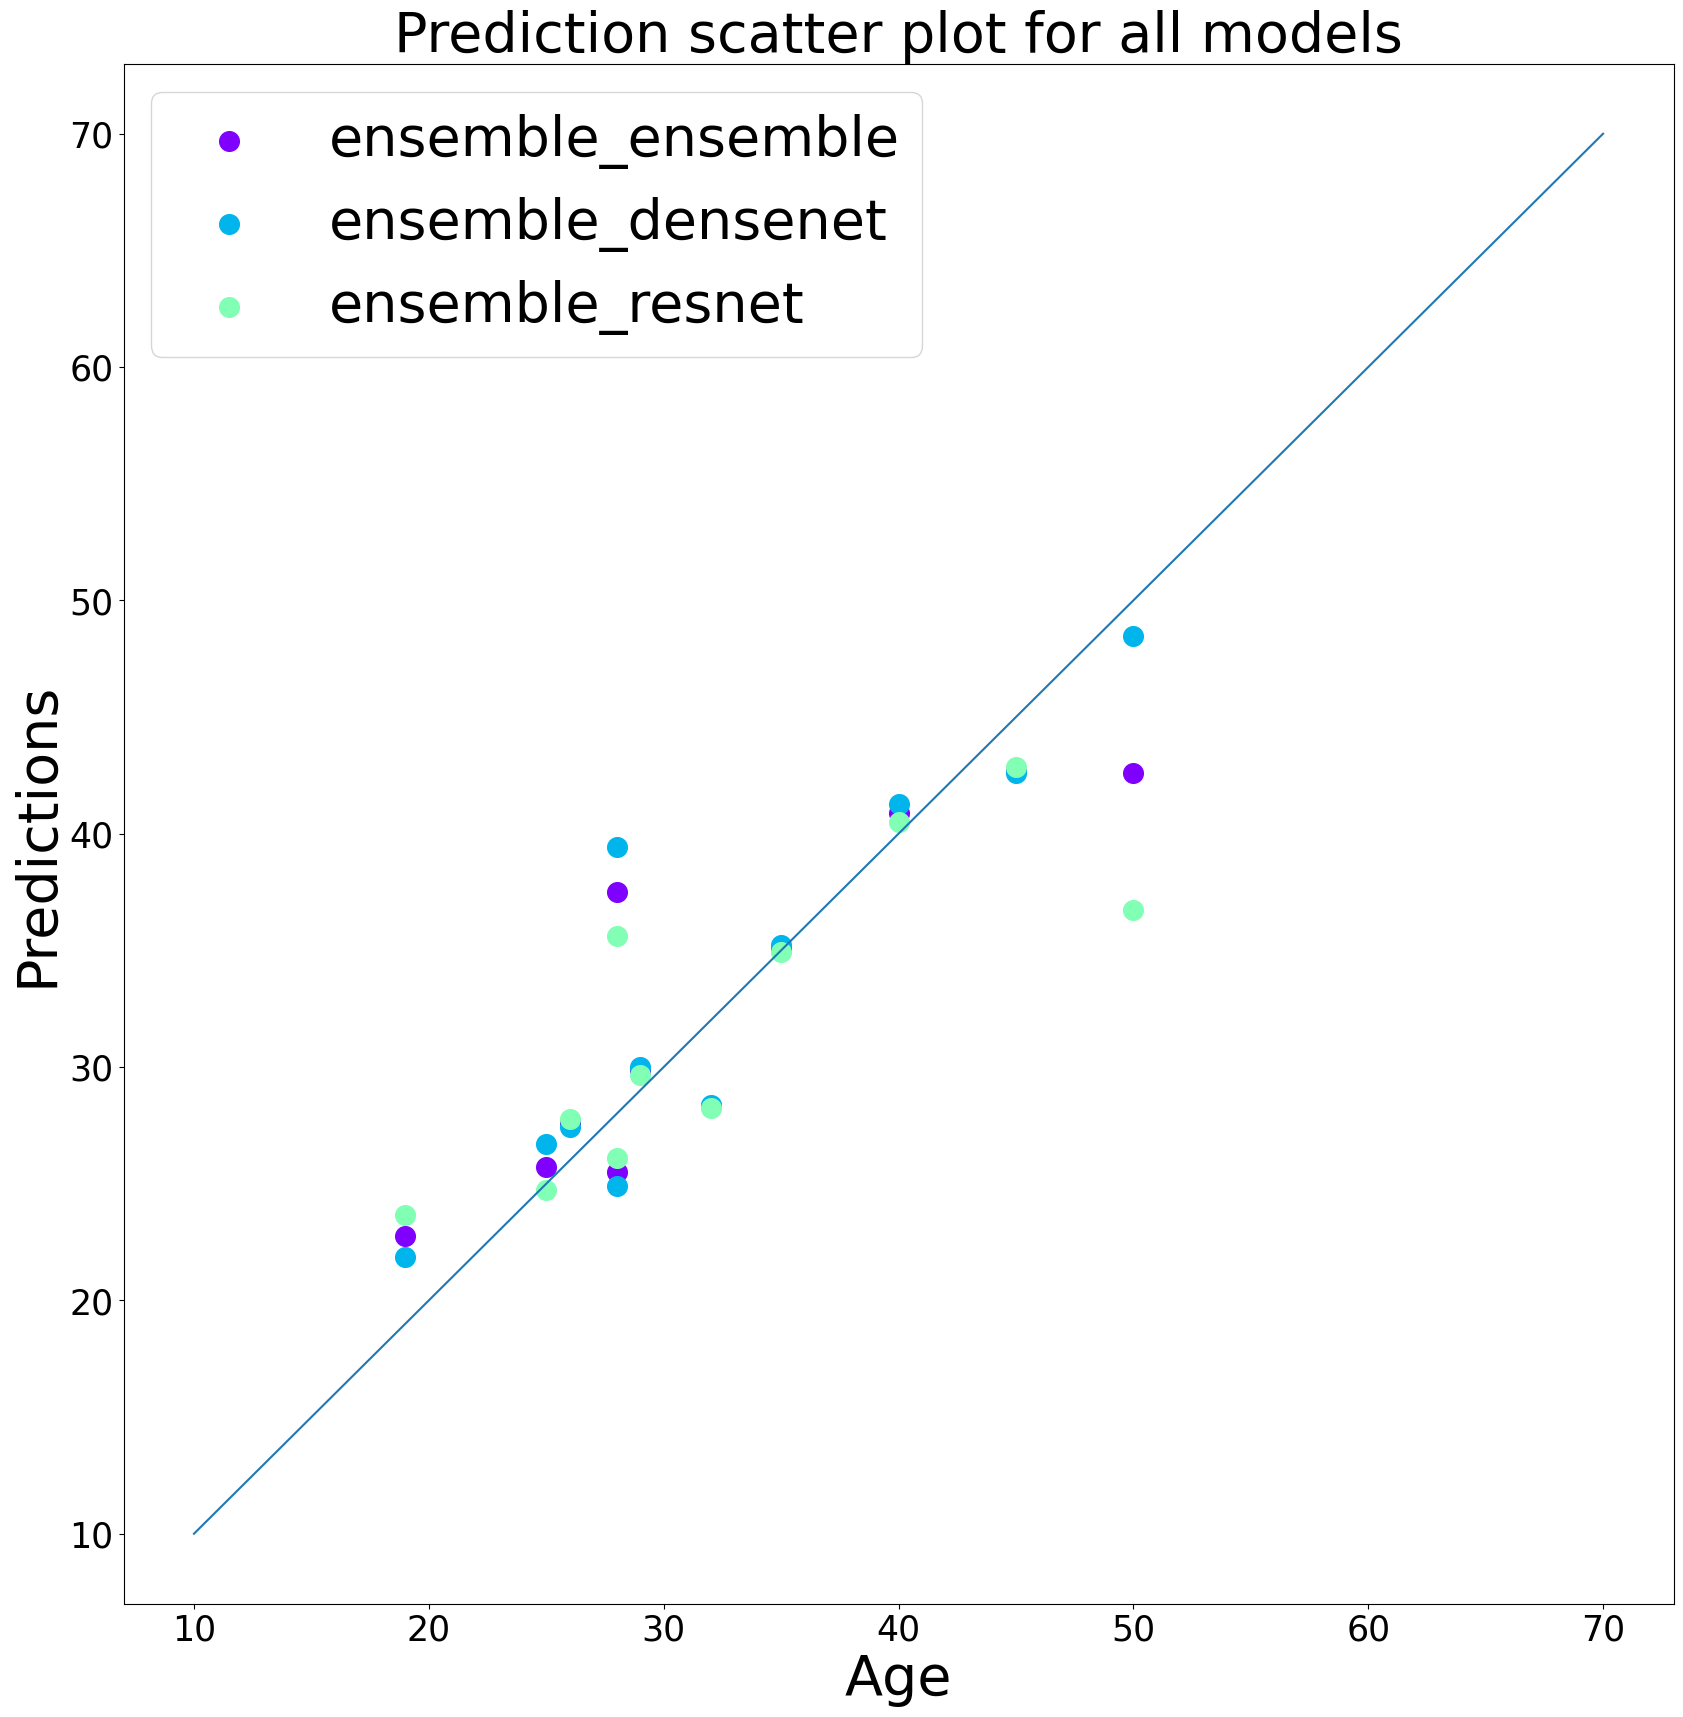 Prediction scatter plot for all models
ensemble_ensemble
ensemble_densenet
ensemble_resnet
70
60
50
40
30
20
10
Predictions
10 20 30 40 50 60 70
Age